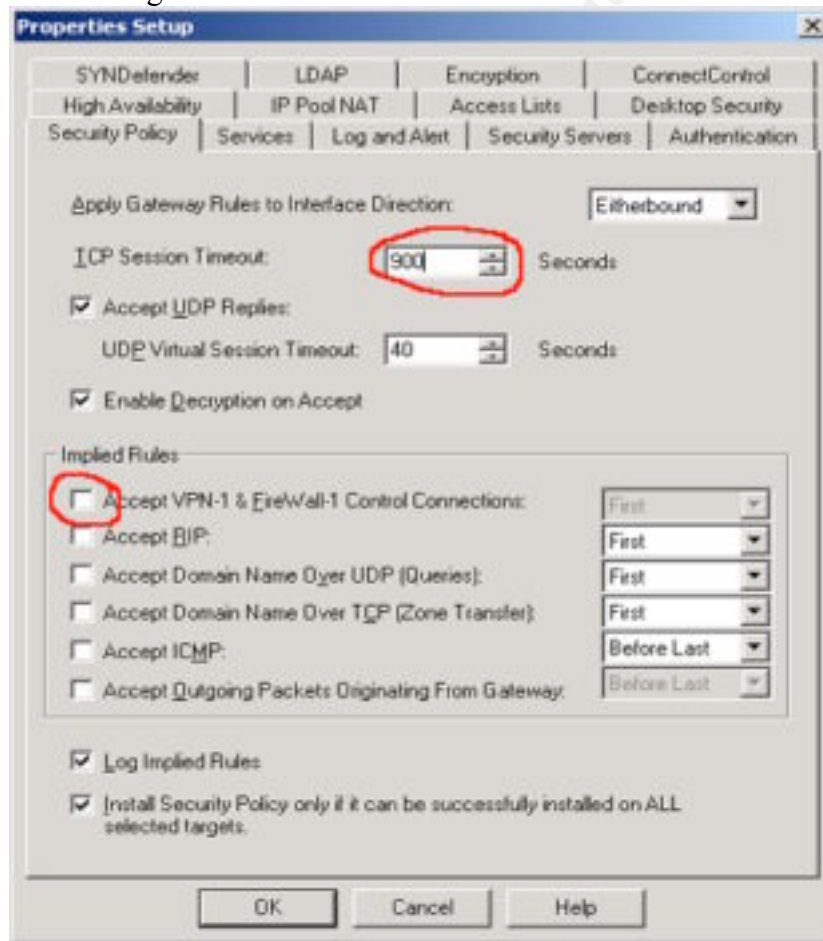 Properties Setup
SYNDefender LDAP Encryption ConnectControl
High Availability IP Pool NAT Access Lists Desktop Security
Security Policy Services Log and Alert Security Servers Authentication
Apply Gateway Rules to Interface Direction: Eitherbound
TCP Session Timeout: 900 Seconds
Accept UDP Replies:
UDP Virtual Session Timeout: 40 Seconds
Enable Decryption on Accept
Implied Rules
Accept VPN-1 & FireWall-1 Control Connections: First
Accept RIP: First
Accept Domain Name Over UDP (Queries): First
Accept Domain Name Over TCP (Zone Transfer): First
Accept ICMP: Before Last
Accept Outgoing Packets Originating From Gateway: Before Last
Log Implied Rules
Install Security Policy only if it can be successfully installed on ALL
selected targets.
OK Cancel Help